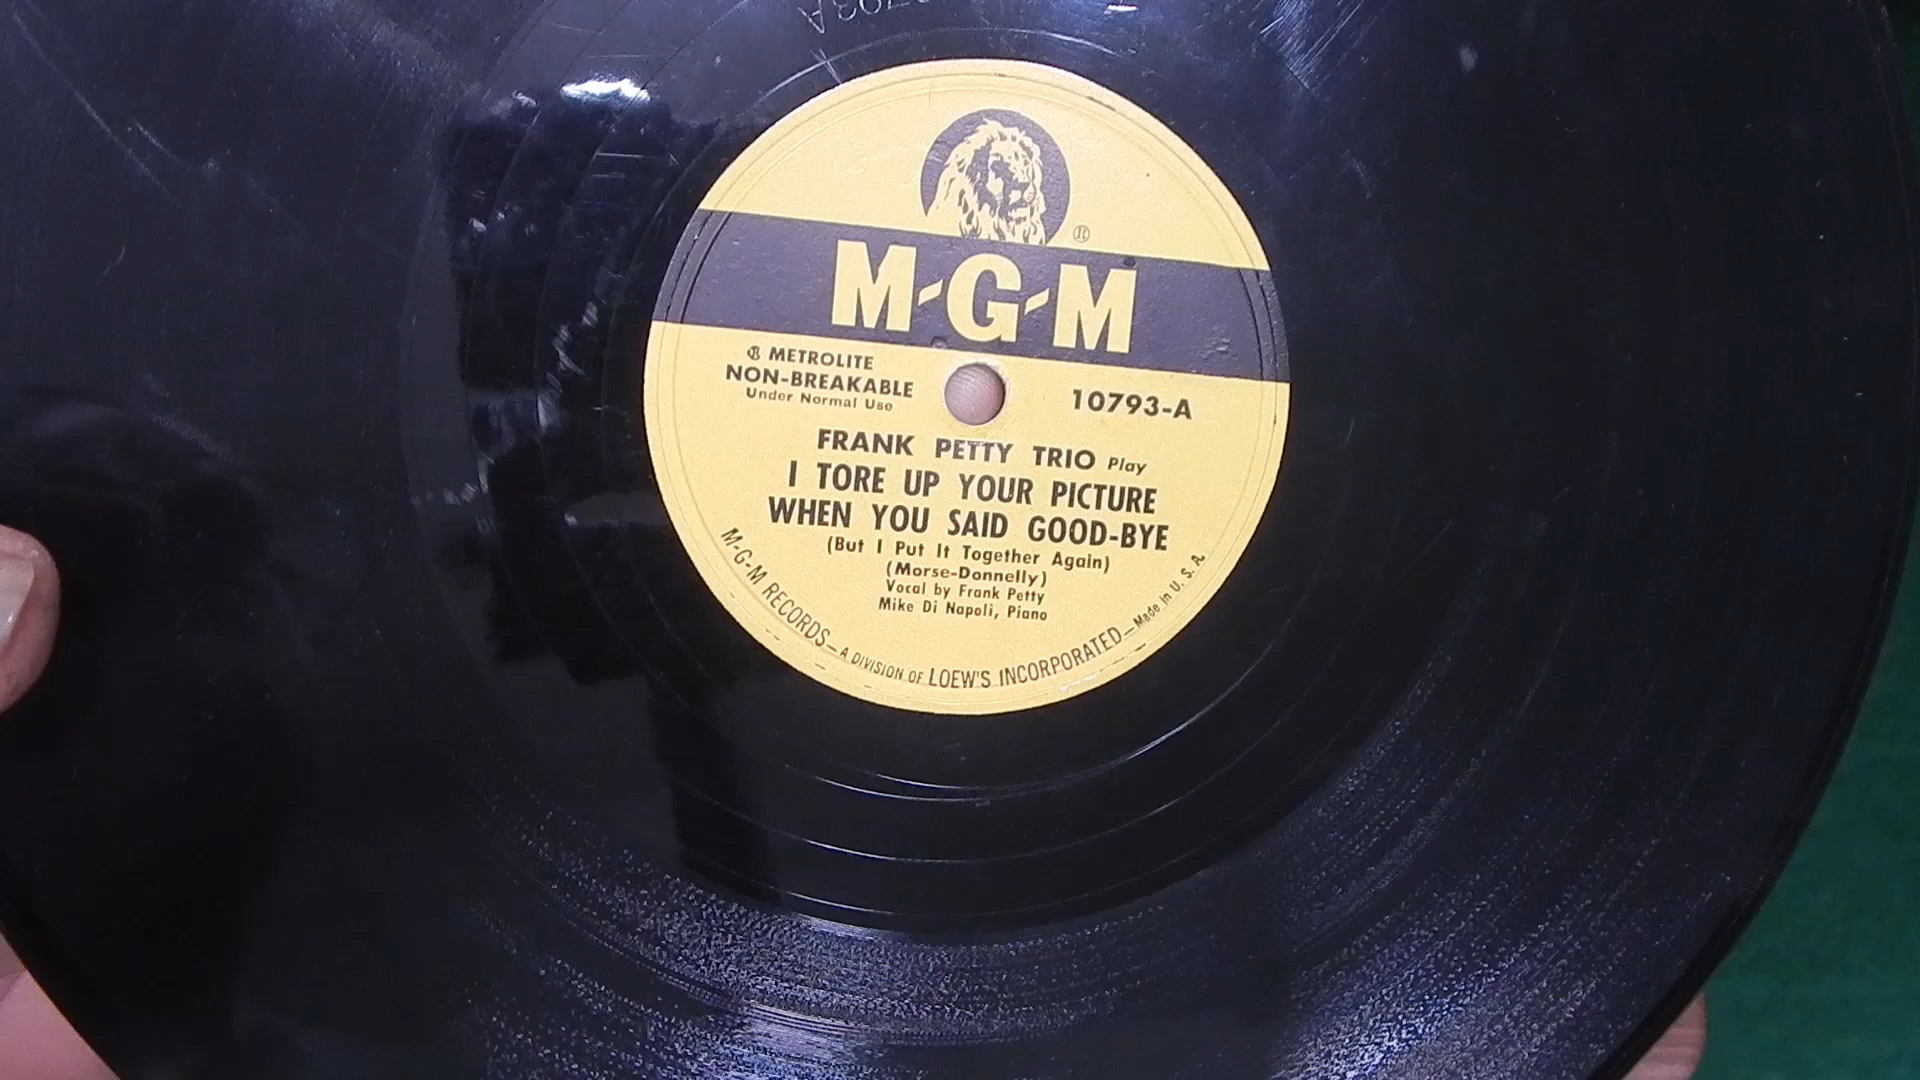 M-G-M
® METROLITE
NON-BREAKABLE
Under Normal Use
10793-A
FRANK PETTY TRIO Play
I TORE UP YOUR PICTURE
WHEN YOU SAID GOOD-BYE
(But I Put It Together Again)
(Morse-Donnelly)
Vocal by Frank Petty
Mike Di Napoli, Piano
M-G-M RECORDS—A DIVISION OF LOEW'S INCORPORATED—Made in U. S. A.